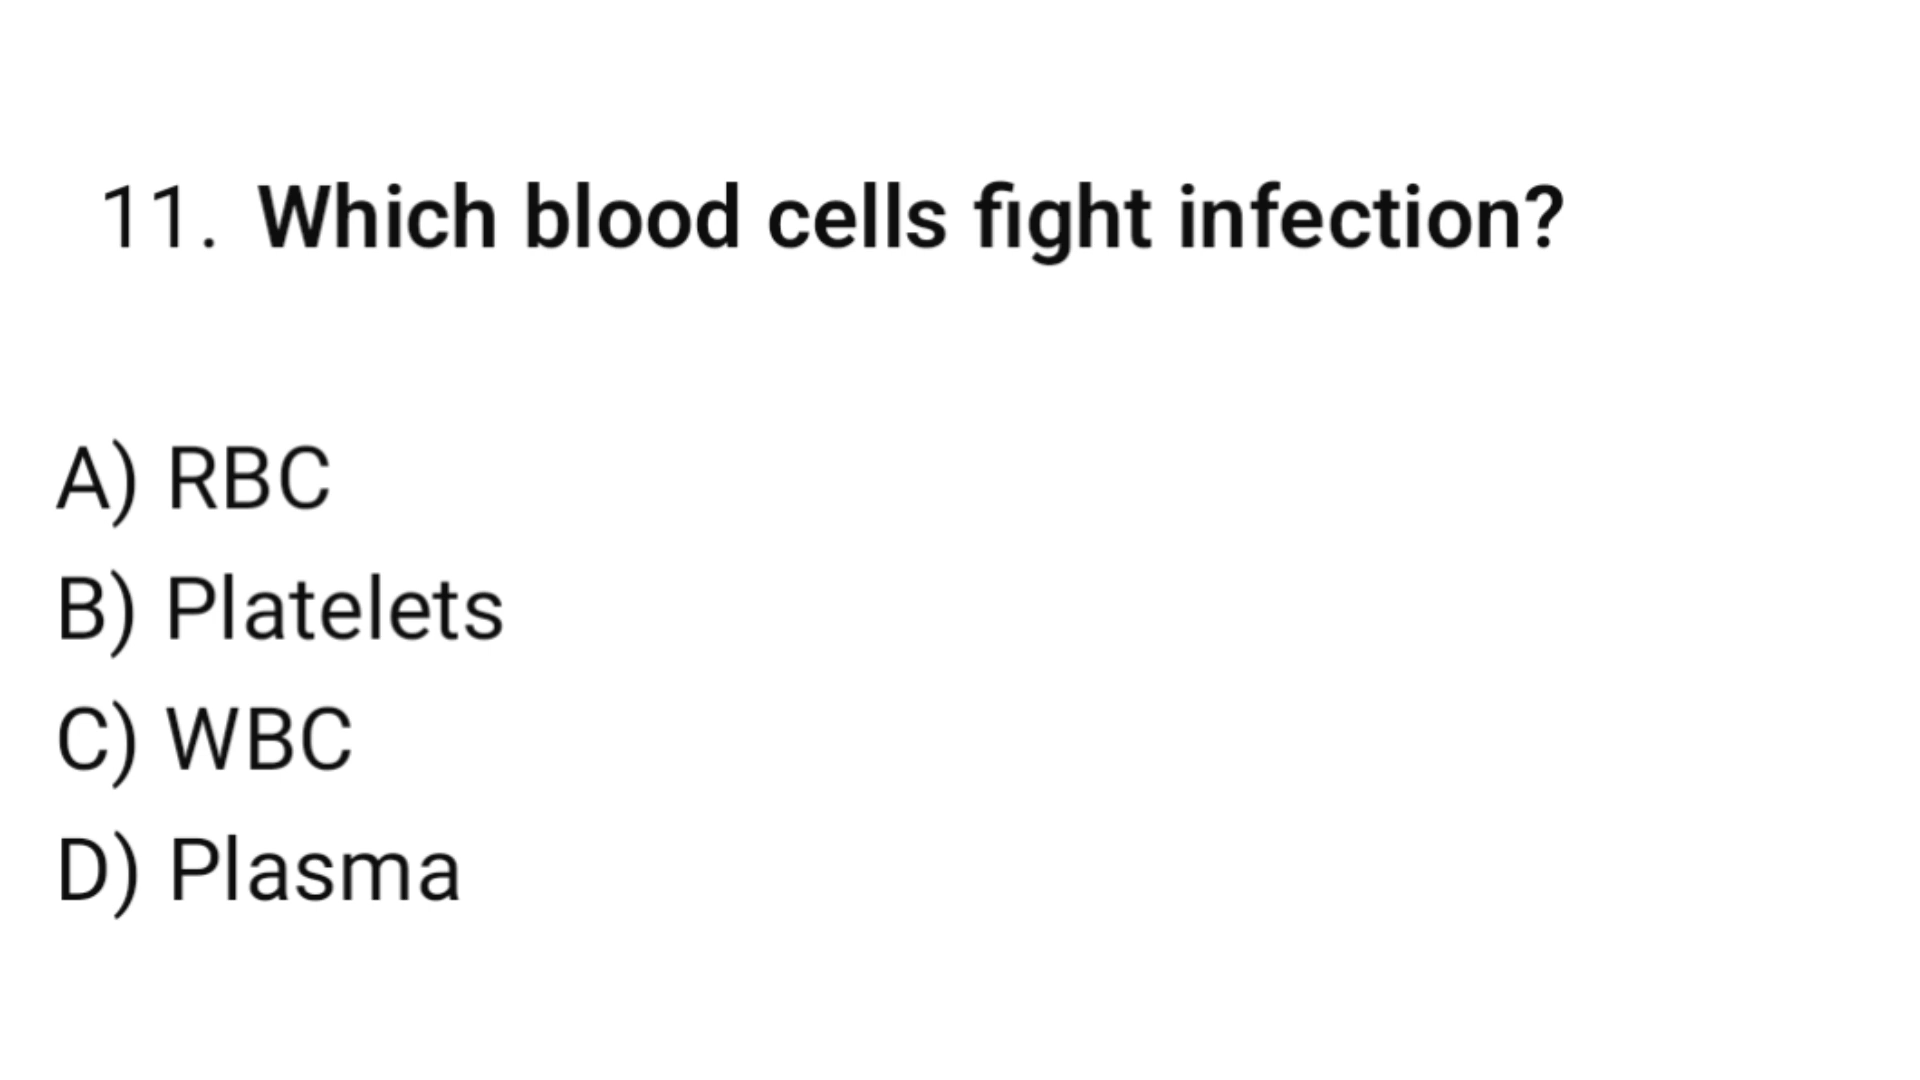 11. Which blood cells fight infection?
A) RBC
B) Platelets
C) WBC
D) Plasma